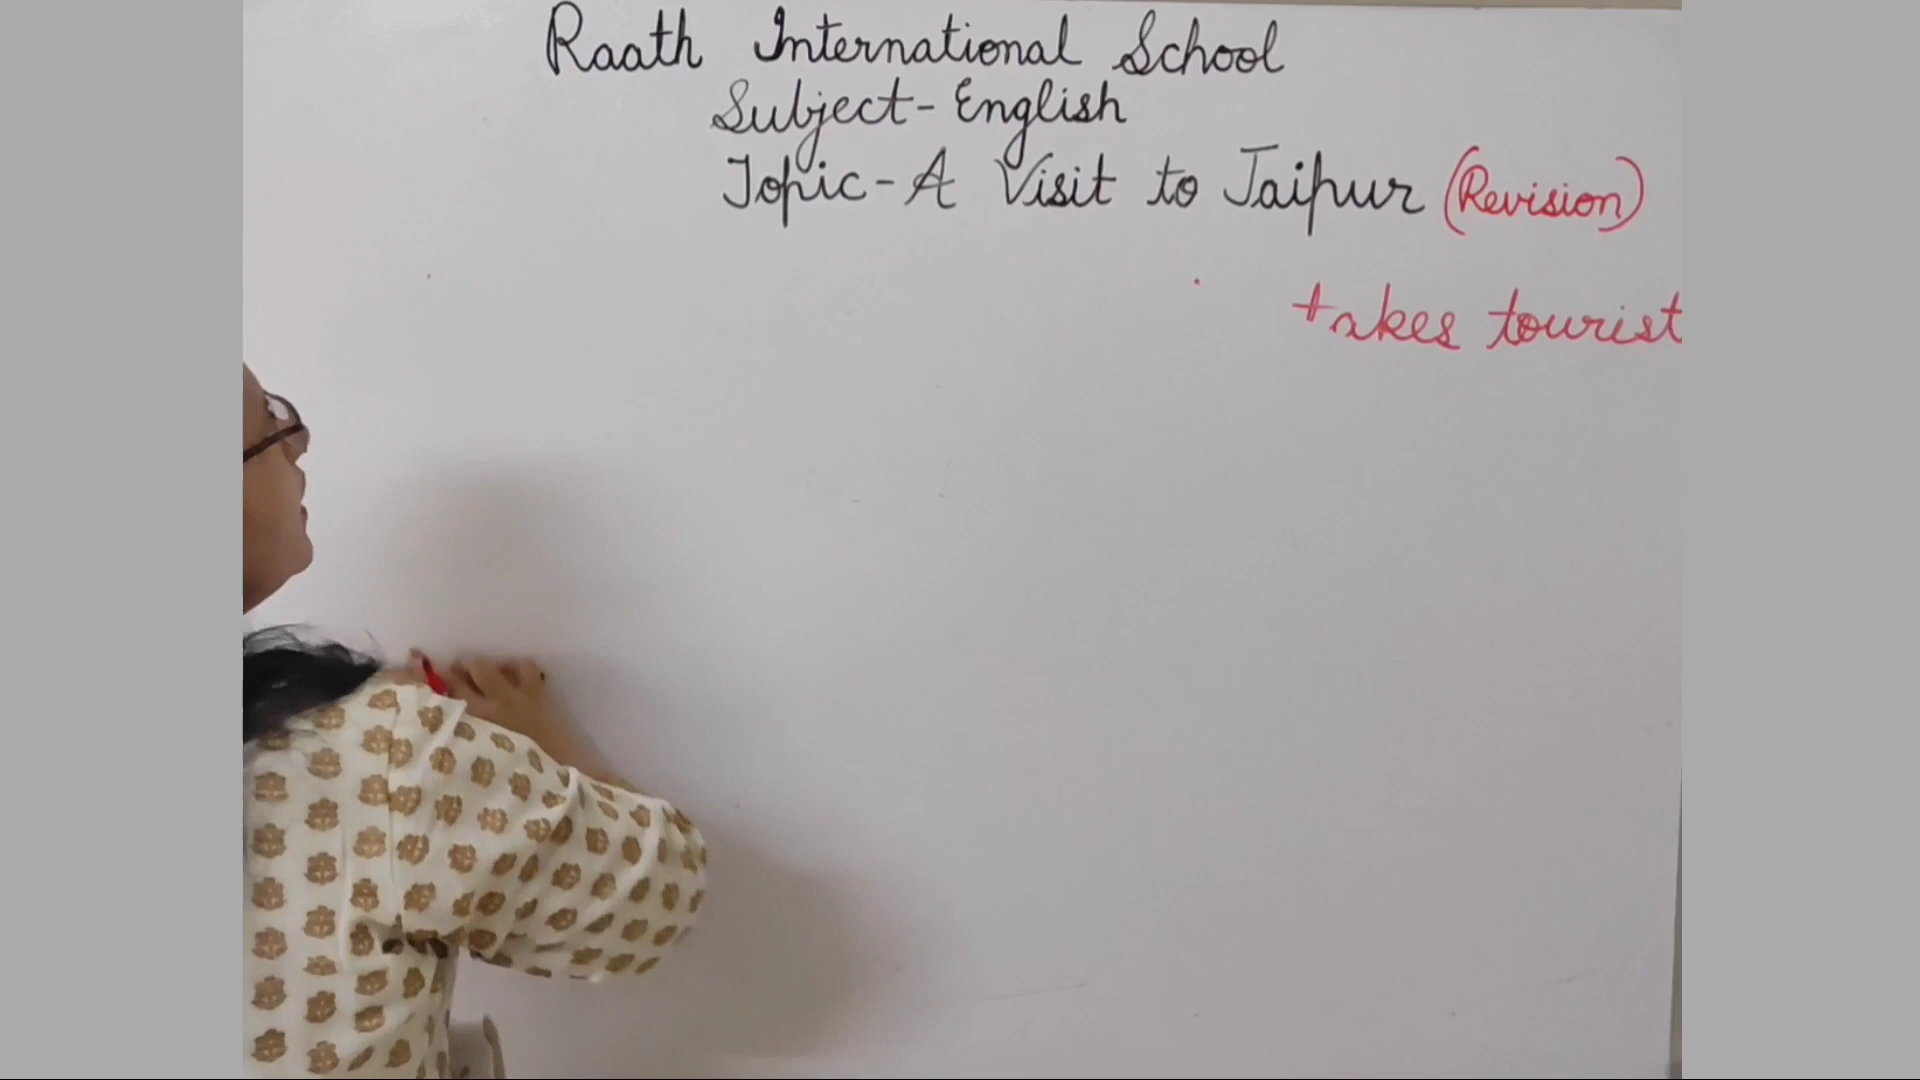 Raath International School
Subject - English
Topic - A Visit to Jaipur (Revision)
takes tourist